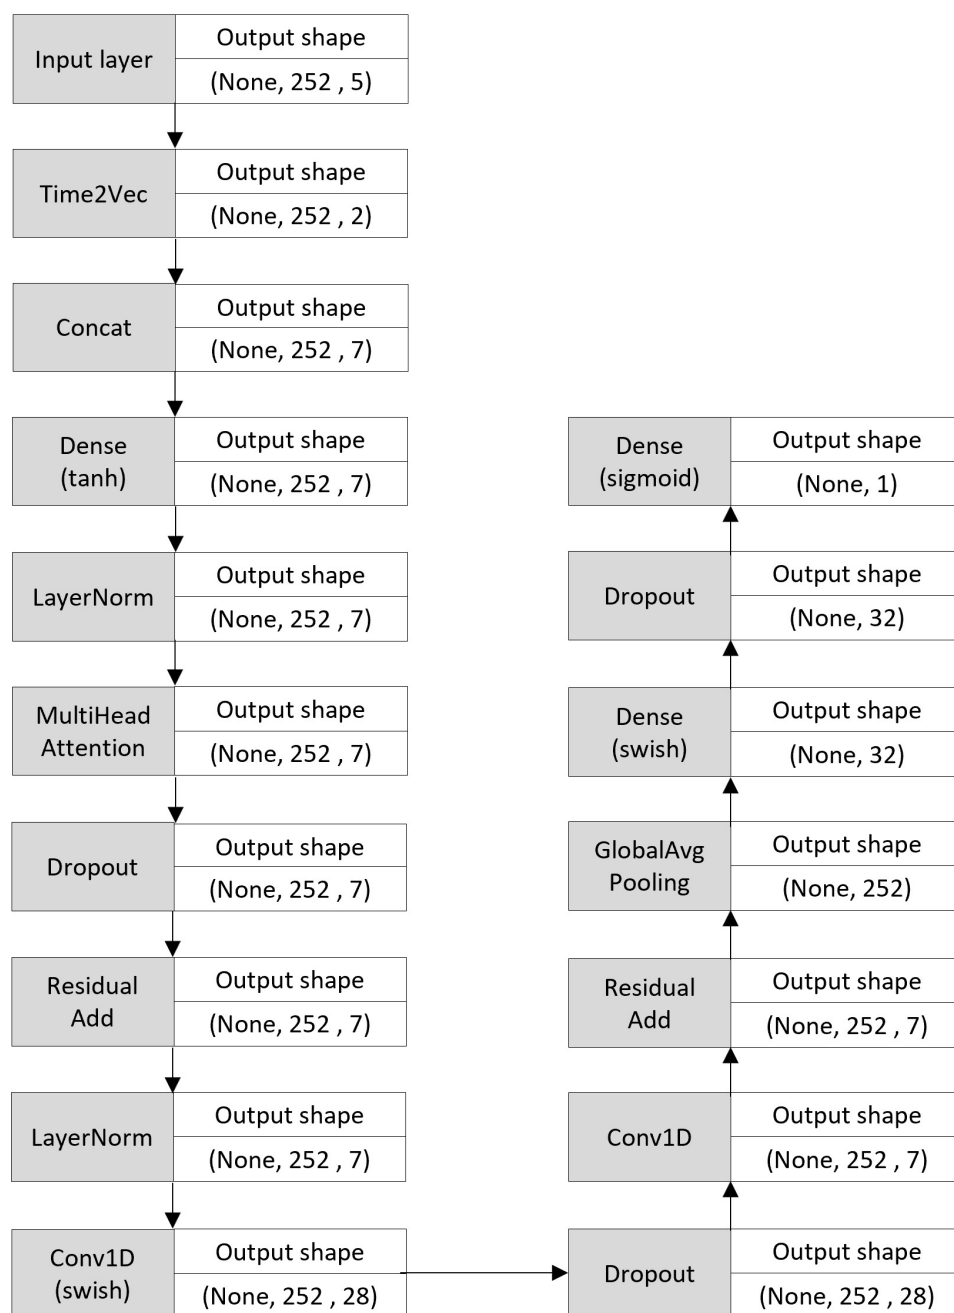 Input layer
Output shape
(None, 252 , 5)
Time2Vec
Output shape
(None, 252 , 2)
Concat
Output shape
(None, 252 , 7)
Dense
(tanh)
Output shape
(None, 252 , 7)
LayerNorm
Output shape
(None, 252 , 7)
MultiHead
Attention
Output shape
(None, 252 , 7)
Dropout
Output shape
(None, 252 , 7)
Residual
Add
Output shape
(None, 252 , 7)
LayerNorm
Output shape
(None, 252 , 7)
Conv1D
(swish)
Output shape
(None, 252 , 28)
Dropout
Output shape
(None, 252 , 28)
Conv1D
Output shape
(None, 252 , 7)
Residual
Add
Output shape
(None, 252 , 7)
GlobalAvg
Pooling
Output shape
(None, 252)
Dense
(swish)
Output shape
(None, 32)
Dropout
Output shape
(None, 32)
Dense
(sigmoid)
Output shape
(None, 1)